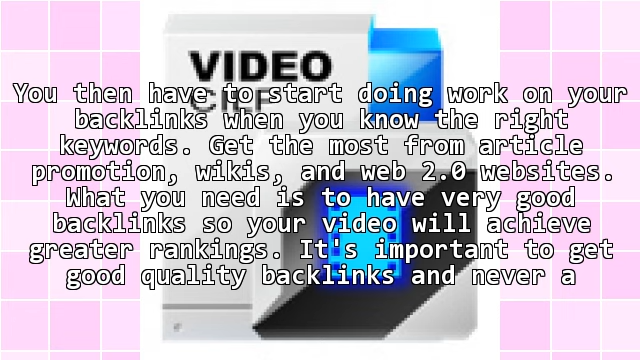 VIDEO
You then have to start doing work on your
backlinks when you know the right
keywords. Get the most from article
promotion, wikis, and web 2.0 websites.
What you need is to have very good
backlinks so your video will achieve
greater rankings. It's important to get
good quality backlinks and never a